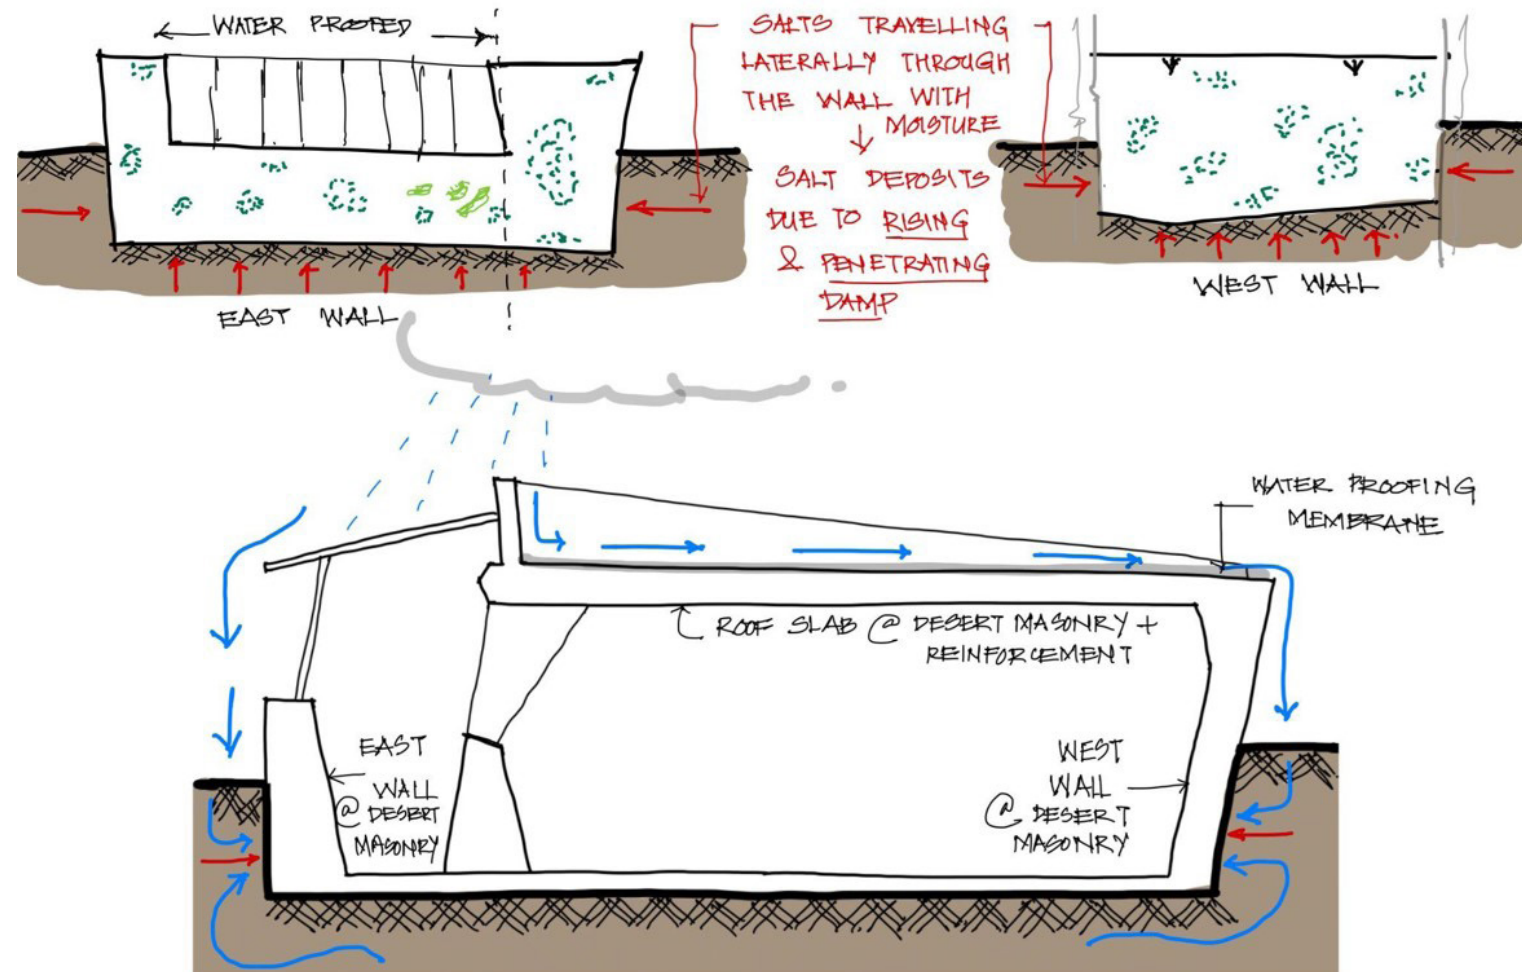 WATER PROOFED
SALTS TRAVELLING
LATERALLY THROUGH
THE WALL WITH
MOISTURE
SALT DEPOSITS
DUE TO RISING
& PENETRATING
DAMP
EAST WALL
WEST WALL
WATER PROOFING
MEMBRANE
ROOF SLAB @ DESERT MASONRY +
REINFORCEMENT
EAST
WALL
@ DESERT
MASONRY
WEST
WALL
@ DESERT
MASONRY